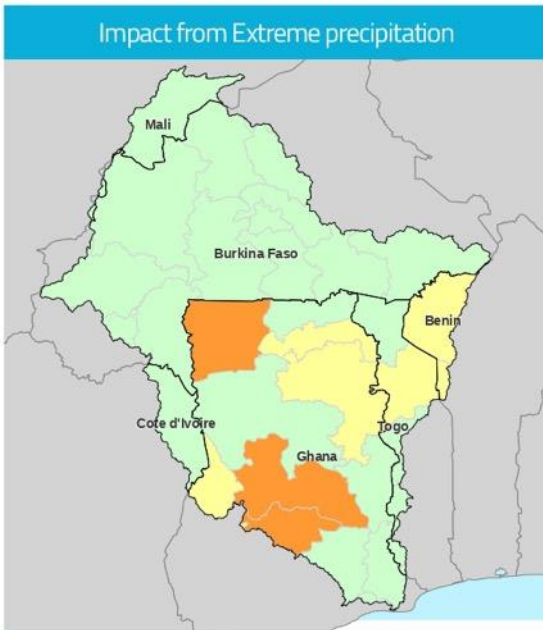 Impact from Extreme precipitation
Mali
Burkina Faso
Benin
Cote d'Ivoire
Togo
Ghana